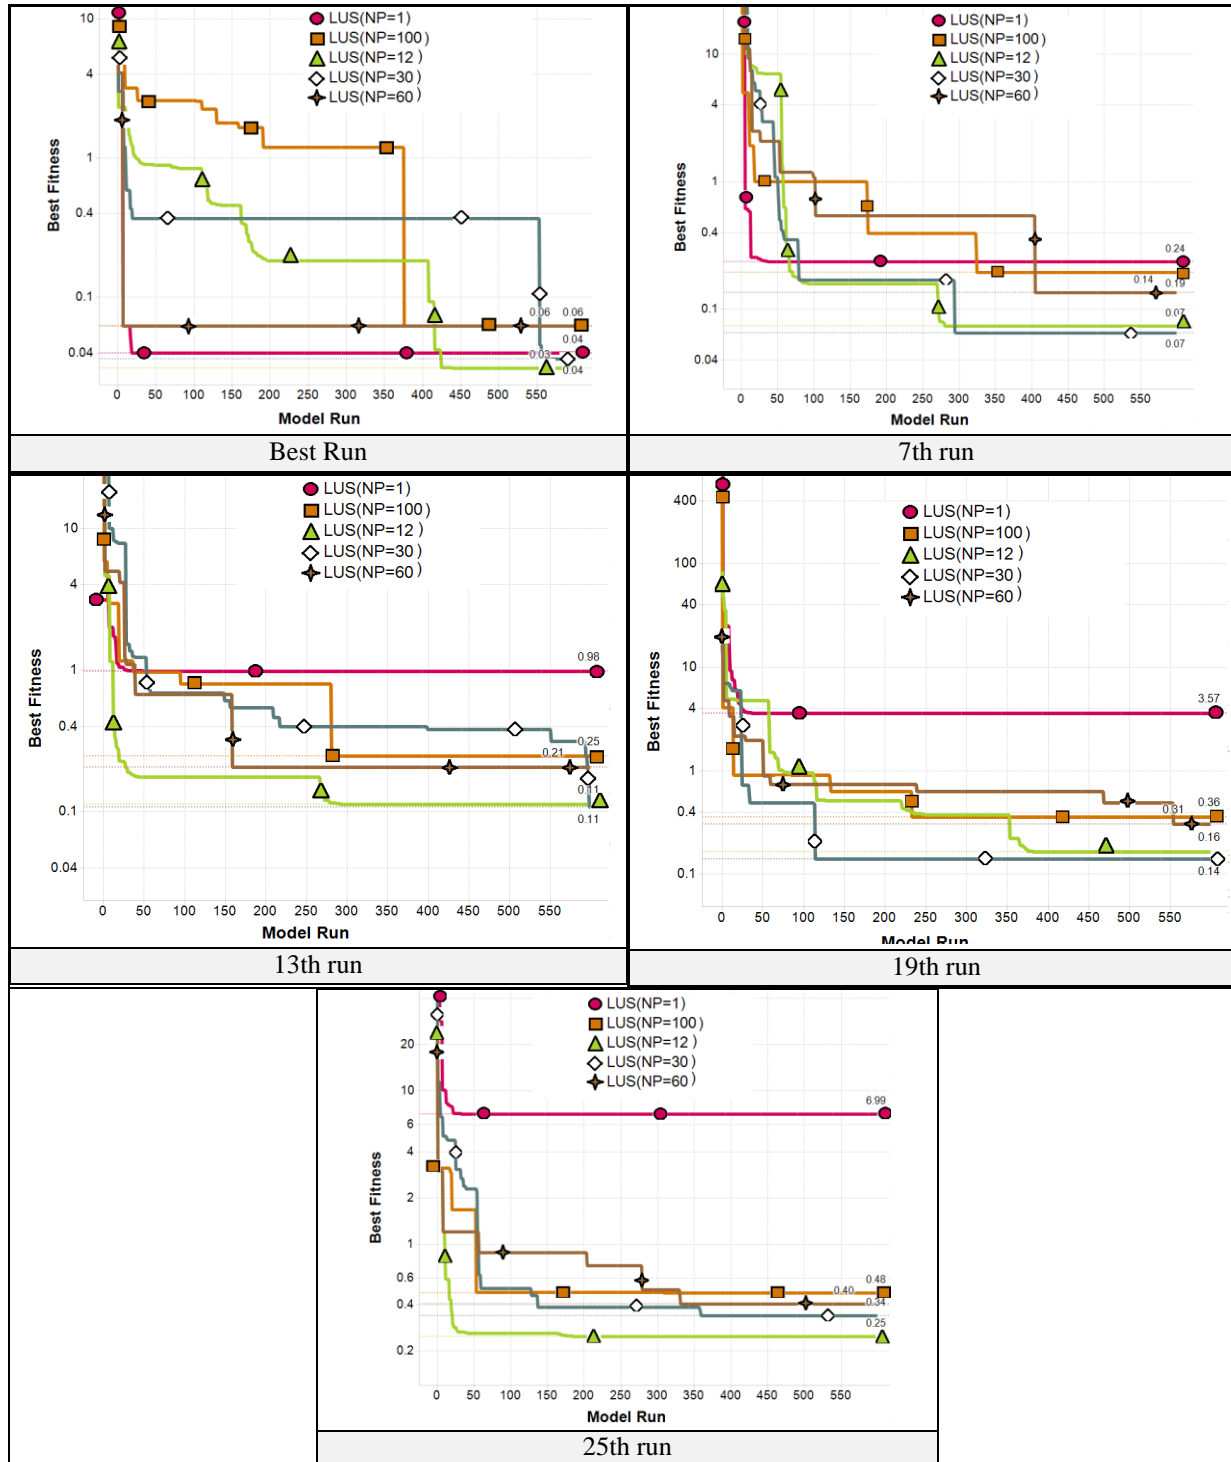 LUS(NP=1)
LUS(NP=100)
LUS(NP=12)
LUS(NP=30)
LUS(NP=60)
Best Fitness
10
4
1
0.4
0.1
0.04
0.06 0.06
0.04
0.03
0.04
0 50 100 150 200 250 300 350 400 450 500 550
Model Run
Best Run
LUS(NP=1)
LUS(NP=100)
LUS(NP=12)
LUS(NP=30)
LUS(NP=60)
Best Fitness
10
4
1
0.4
0.1
0.04
0.24
0.14 0.19
0.07
0.07
0 50 100 150 200 250 300 350 400 450 500 550
Model Run
7th run
LUS(NP=1)
LUS(NP=100)
LUS(NP=12)
LUS(NP=30)
LUS(NP=60)
Best Fitness
10
4
1
0.4
0.1
0.04
0.98
0.25
0.21
0.11
0.11
0 50 100 150 200 250 300 350 400 450 500 550
Model Run
13th run
LUS(NP=1)
LUS(NP=100)
LUS(NP=12)
LUS(NP=30)
LUS(NP=60)
Best Fitness
400
100
40
10
4
1
0.4
0.1
3.57
0.36
0.31
0.16
0.14
0 50 100 150 200 250 300 350 400 450 500 550
Model Run
19th run
LUS(NP=1)
LUS(NP=100)
LUS(NP=12)
LUS(NP=30)
LUS(NP=60)
Best Fitness
20
10
6
4
2
1
0.6
0.4
0.2
6.99
0.48
0.40
0.34
0.25
0 50 100 150 200 250 300 350 400 450 500 550
Model Run
25th run